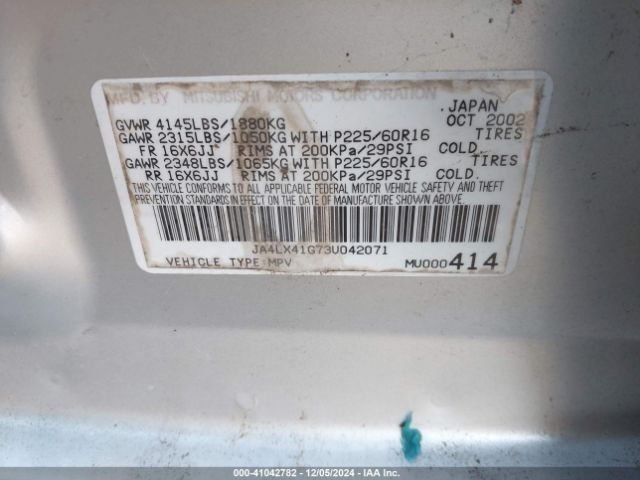 MFD. BY MITSUBISHI MOTORS CORPORATION
JAPAN
GVWR 4145LBS/1880KG OCT 2002
GAWR 2315LBS/1050KG WITH P225/60R16 TIRES
FR 16X6JJ RIMS AT 200KPa/29PSI COLD.
GAWR 2348LBS/1065KG WITH P225/60R16 TIRES
RR 16X6JJ RIMS AT 200KPa/29PSI COLD.
THIS VEHICLE CONFORMS TO ALL APPLICABLE FEDERAL MOTOR VEHICLE SAFETY AND THEFT
PREVENTION STANDARDS IN EFFECT ON THE DATE OF MANUFACTURE SHOWN ABOVE.
JA4LX41G73U042071
VEHICLE TYPE MPV MU000414
000-41042782 - 12/05/2024 - IAA Inc.